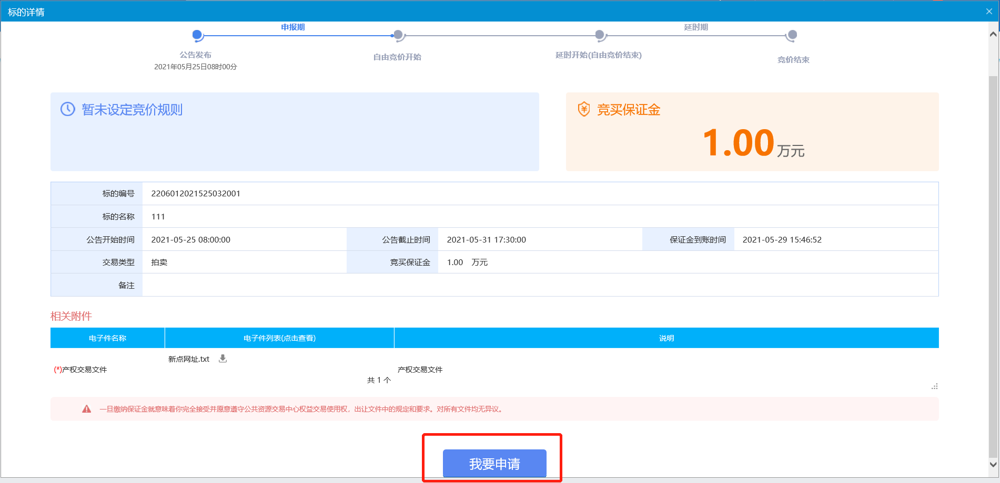 标的详情
申报期
延时期
公告发布
2021年05月25日08时00分
自由竞价开始
延时开始(自由竞价结束)
竞价结束
暂未设定竞价规则
竞买保证金
1.00 万元
标的编号 2206012021525032001
标的名称 111
公告开始时间 2021-05-25 08:00:00 公告截止时间 2021-05-31 17:30:00 保证金到账时间 2021-05-29 15:46:52
交易类型 拍卖 竞买保证金 1.00 万元
备注
相关附件
电子件名称 电子件列表(点击查看) 说明
新点网址.txt
(*)产权交易文件 产权交易文件
共 1 个
一旦缴纳保证金就意味着你完全接受并愿意遵守公共资源交易中心权益交易使用权，出让文件中的规定和要求。对所有文件均无异议。
我要申请